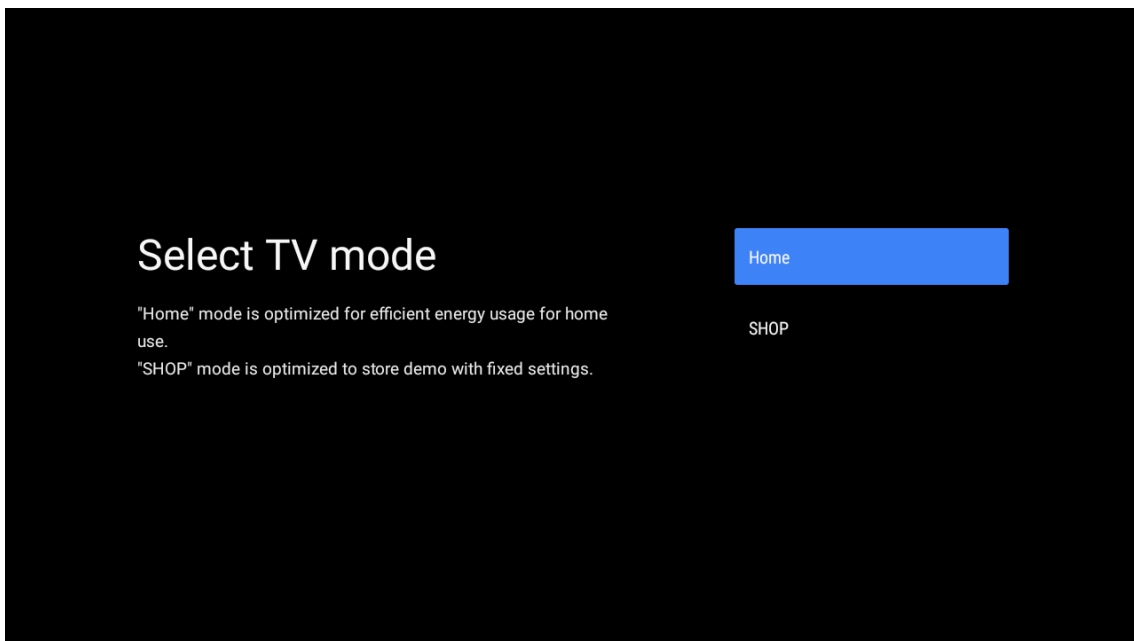 Select TV mode
"Home" mode is optimized for efficient energy usage for home
use.
"SHOP" mode is optimized to store demo with fixed settings.
Home
SHOP